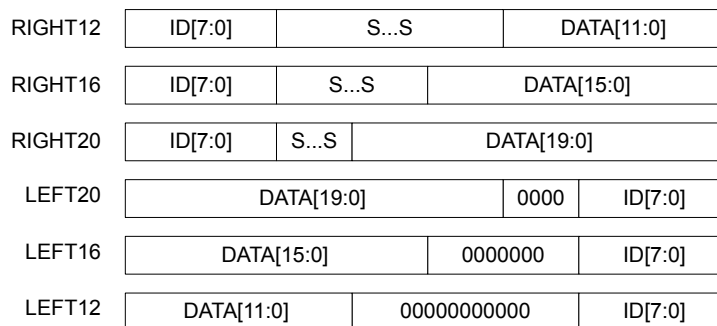 RIGHT12 ID[7:0] S...S DATA[11:0]
RIGHT16 ID[7:0] S...S DATA[15:0]
RIGHT20 ID[7:0] S...S DATA[19:0]
LEFT20 DATA[19:0] 0000 ID[7:0]
LEFT16 DATA[15:0] 0000000 ID[7:0]
LEFT12 DATA[11:0] 00000000000 ID[7:0]